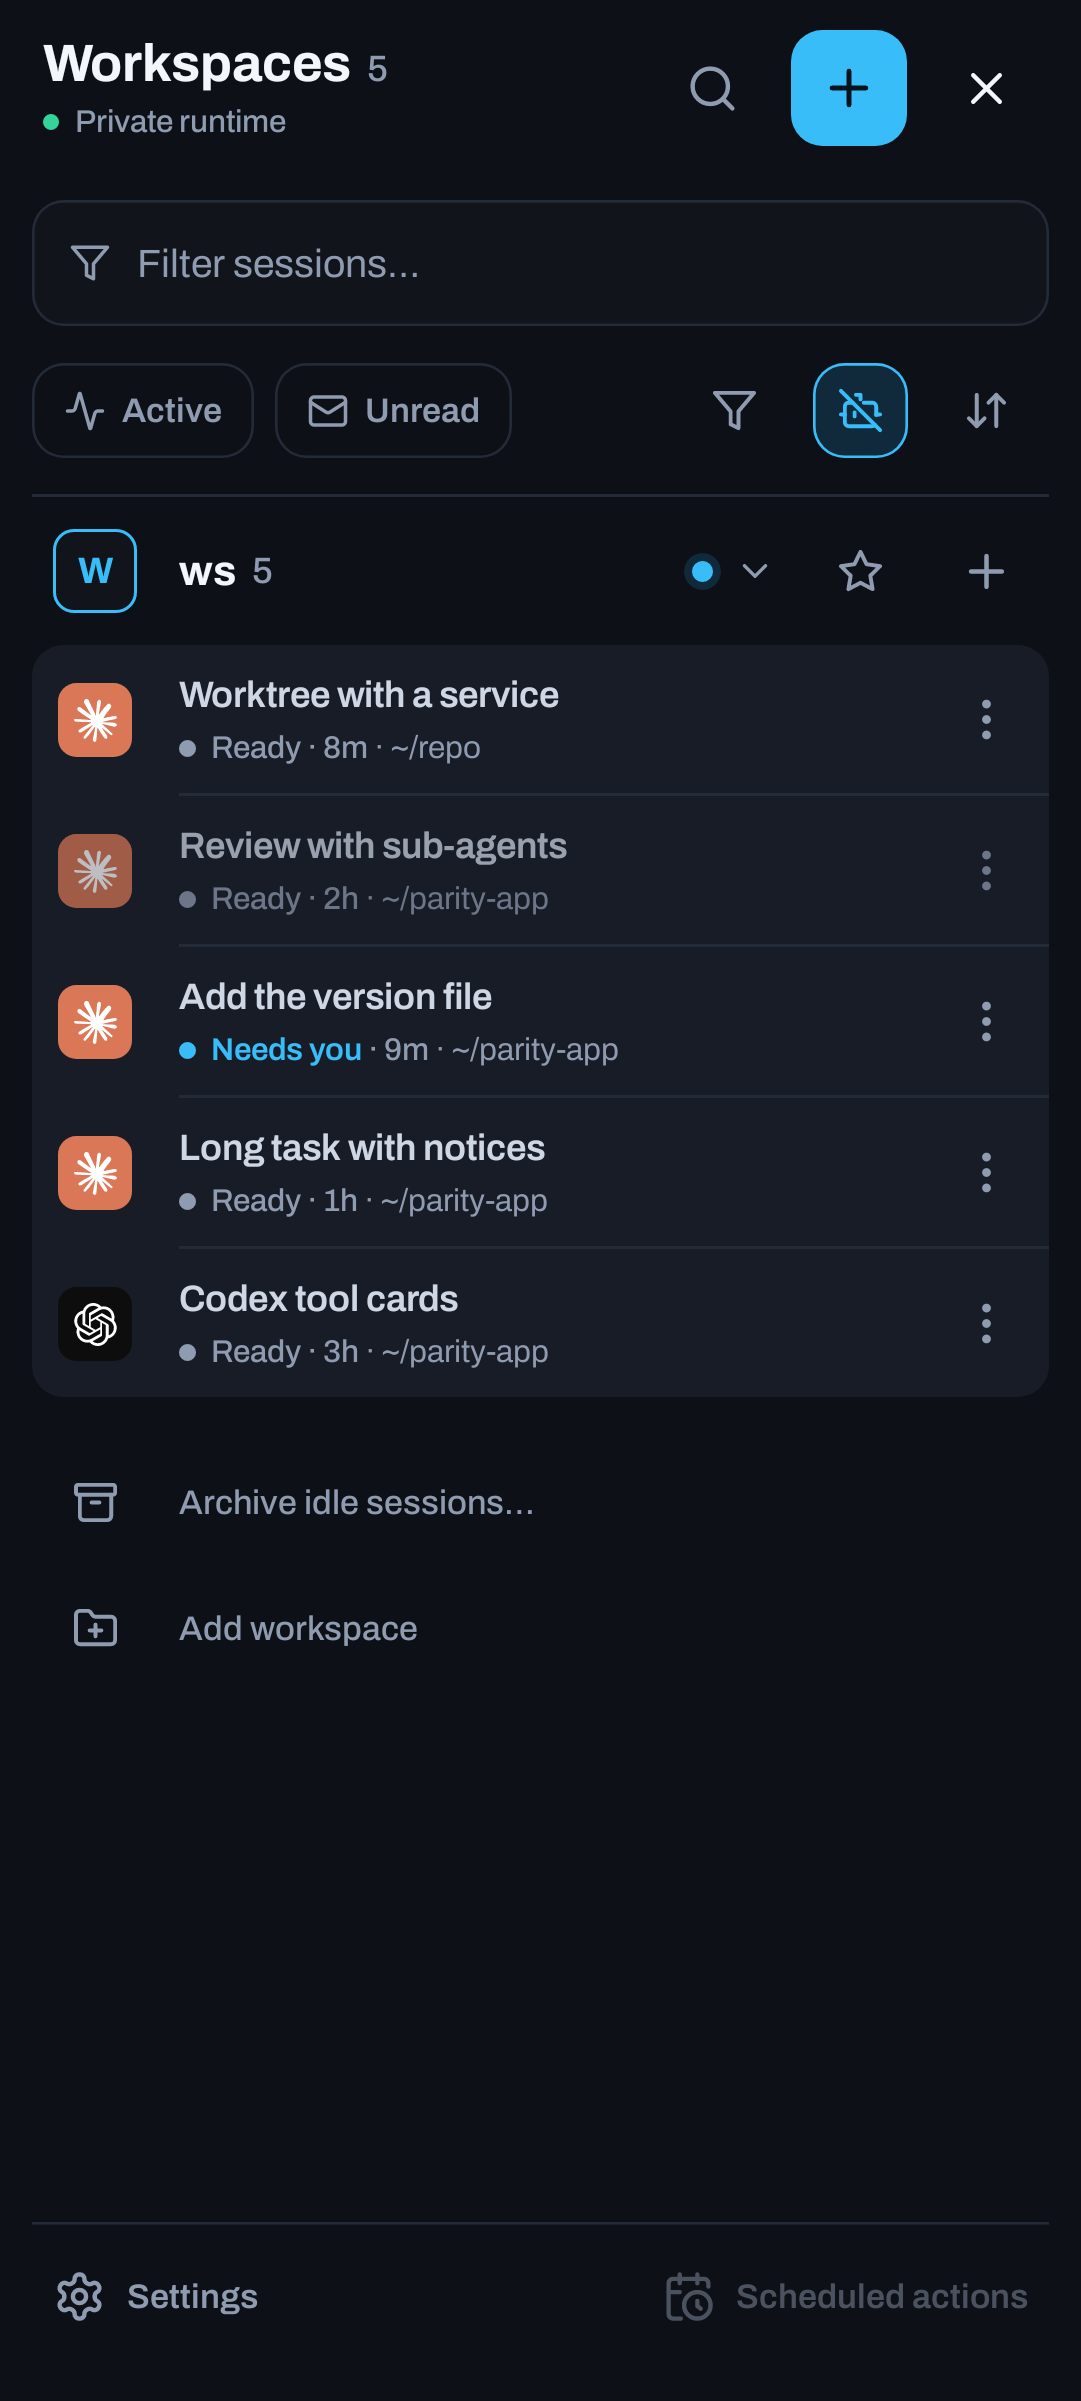 Workspaces 5
Private runtime
Filter sessions...
Active
Unread
W
ws 5
Worktree with a service
Ready · 8m · ~/repo
Review with sub-agents
Ready · 2h · ~/parity-app
Add the version file
Needs you · 9m · ~/parity-app
Long task with notices
Ready · 1h · ~/parity-app
Codex tool cards
Ready · 3h · ~/parity-app
Archive idle sessions...
Add workspace
Settings
Scheduled actions